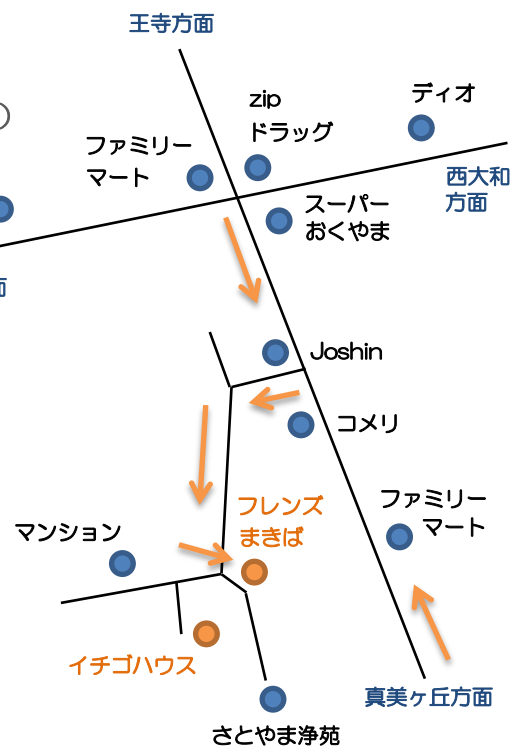 王寺方面
zip
ドラッグ
ディオ
ファミリー
マート
西大和
方面
スーパー
おくやま
面
Joshin
コメリ
フレンズ
まきば
ファミリー
マート
マンション
イチゴハウス
真美ヶ丘方面
さとやま浄苑